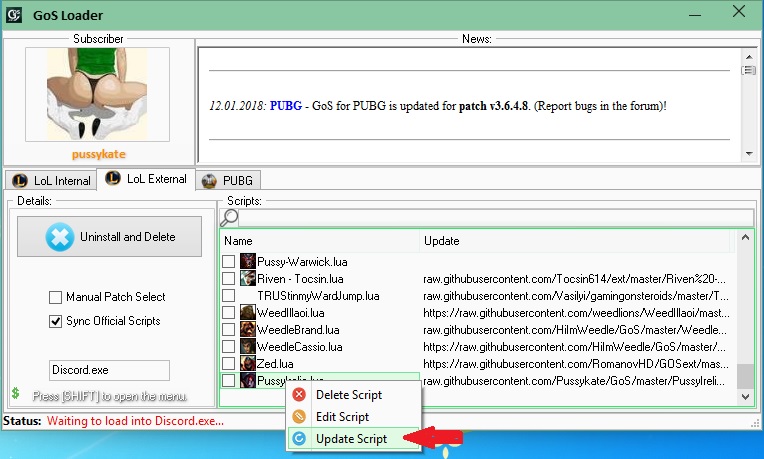 GoS Loader
Subscriber
News:
12.01.2018: PUBG - GoS for PUBG is updated for patch v3.6.4.8. (Report bugs in the forum)!
pussykate
LoL Internal
LoL External
PUBG
Details:
Scripts:
Uninstall and Delete
Name Update
Pussy-Warwick.lua
Riven - Tocsin.lua raw.githubusercontent.com/Tocsin614/ext/master/Riven%20-...
TRUStinmyWardJump.lua raw.githubusercontent.com/Vasilyi/gamingonsteroids/master/T...
WeedIllaoi.lua https://raw.githubusercontent.com/weedlions/WeedIllaoi/mast...
WeedleBrand.lua https://raw.githubusercontent.com/HilmWeedle/GoS/master/Weedle...
WeedleCassio.lua https://raw.githubusercontent.com/HilmWeedle/GoS/master/...
Zed.lua https://raw.githubusercontent.com/RomanovHD/GOSext/mas...
PussyIrelia.lua raw.githubusercontent.com/Pussykate/GoS/master/PussyIreli...
Manual Patch Select
Sync Official Scripts
Discord.exe
Press [SHIFT] to open the menu.
Delete Script
Edit Script
Update Script
Status: Waiting to load into Discord.exe...